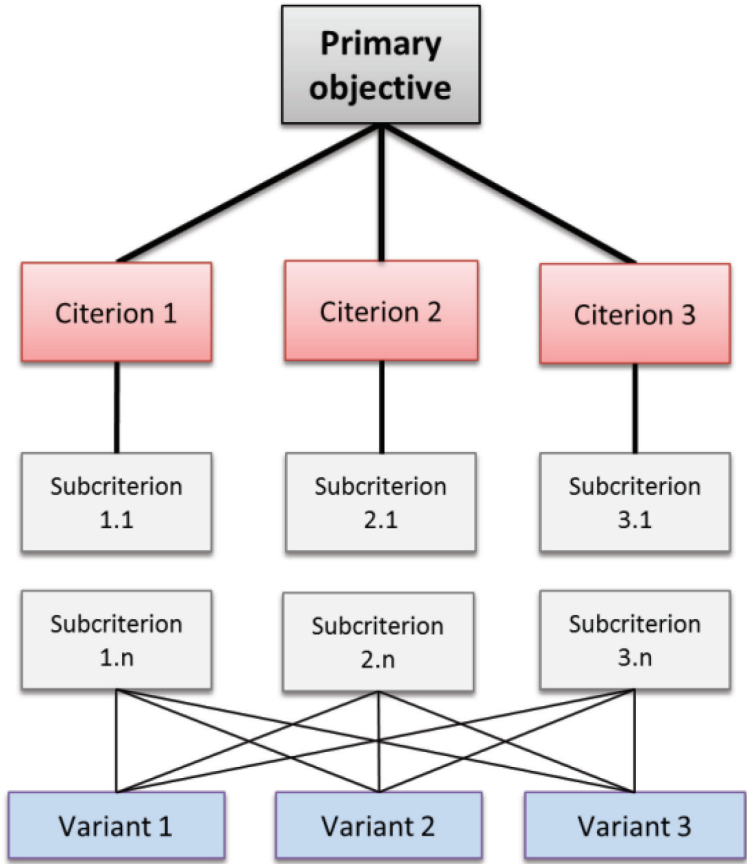 Primary
objective
Citerion 1
Citerion 2
Citerion 3
Subcriterion
1.1
Subcriterion
2.1
Subcriterion
3.1
Subcriterion
1.n
Subcriterion
2.n
Subcriterion
3.n
Variant 1
Variant 2
Variant 3